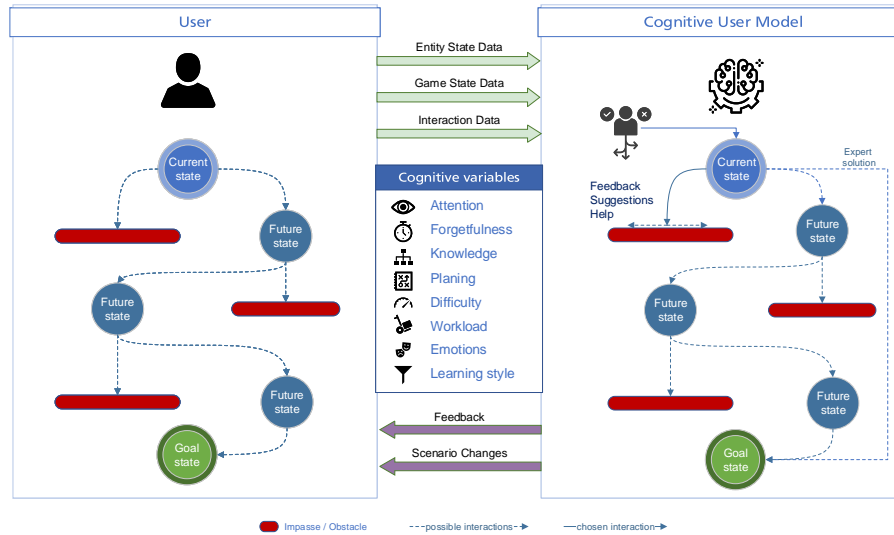 User
Cognitive User Model
Entity State Data
Game State Data
Interaction Data
Current
state
Future
state
Future
state
Future
state
Goal
state
Cognitive variables
Attention
Forgetfulness
Knowledge
Planing
Difficulty
Workload
Emotions
Learning style
Feedback
Scenario Changes
Current
state
Expert
solution
Feedback
Suggestions
Help
Future
state
Future
state
Future
state
Goal
state
Impasse / Obstacle
possible interactions
chosen interaction